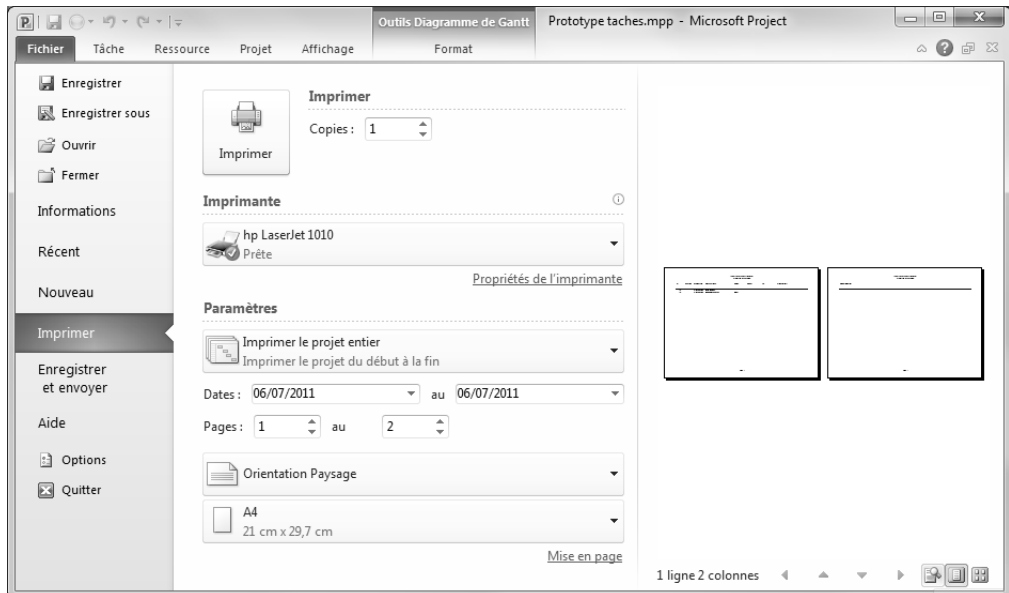 Outils Diagramme de Gantt
Prototype taches.mpp - Microsoft Project
Fichier Tâche Ressource Projet Affichage Format
Enregistrer
Enregistrer sous
Ouvrir
Fermer
Informations
Récent
Nouveau
Imprimer
Enregistrer
et envoyer
Aide
Options
Quitter
Imprimer
Imprimer
Copies : 1
Imprimante
hp LaserJet 1010
Prête
Propriétés de l'imprimante
Paramètres
Imprimer le projet entier
Imprimer le projet du début à la fin
Dates : 06/07/2011 au 06/07/2011
Pages : 1 au 2
Orientation Paysage
A4
21 cm x 29,7 cm
Mise en page
1 ligne 2 colonnes